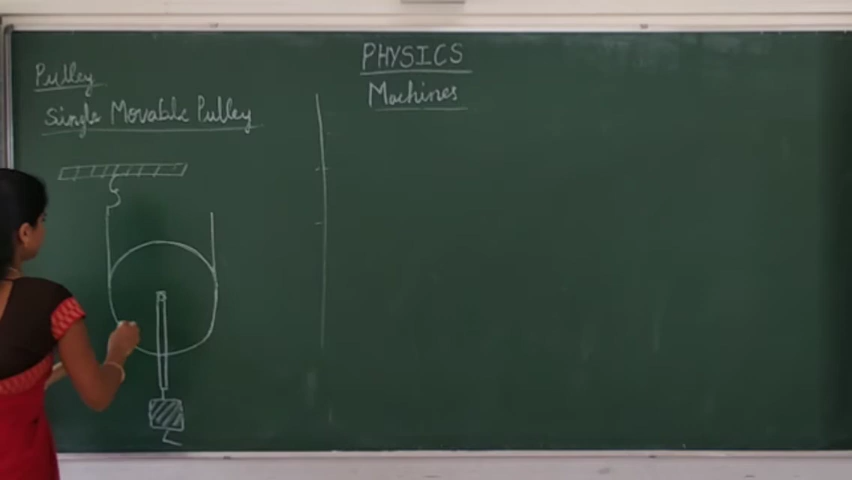 PHYSICS
Machines
Pulley
Single Movable Pulley
L